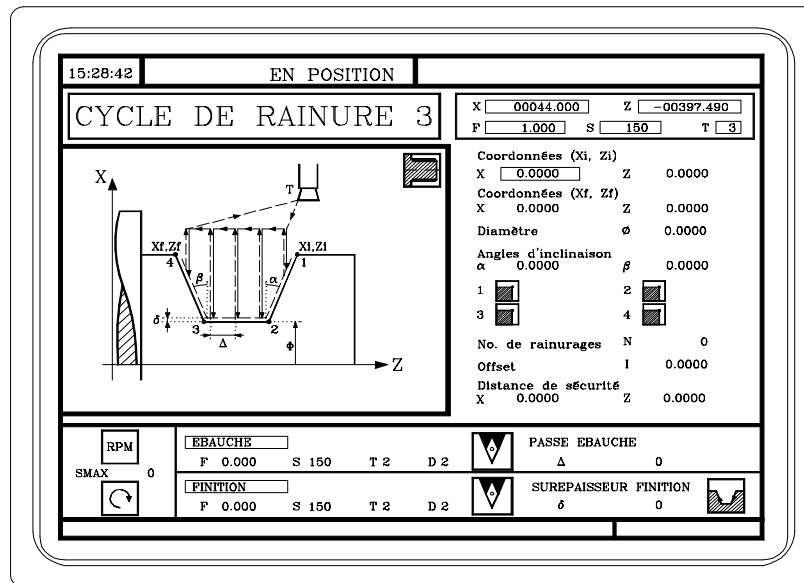 15:28:42 EN POSITION
CYCLE DE RAINURE 3
X 00044.000 Z -00397.490
F 1.000 S 150 T 3
X
T
Xf,Zf Xi,Zi
4 1
β α
δ
3 2
Δ Φ
Z
Coordonnées (Xi, Zi)
X 0.0000 Z 0.0000
Coordonnées (Xf, Zf)
X 0.0000 Z 0.0000
Diamètre Ø 0.0000
Angles d'inclinaison
α 0.0000 β 0.0000
1 2
3 4
No. de rainurages N 0
Offset I 0.0000
Distance de sécurité
X 0.0000 Z 0.0000
RPM
SMAX 0
EBAUCHE
F 0.000 S 150 T 2 D 2
PASSE EBAUCHE
Δ 0
FINITION
F 0.000 S 150 T 2 D 2
SUREPAISSEUR FINITION
δ 0